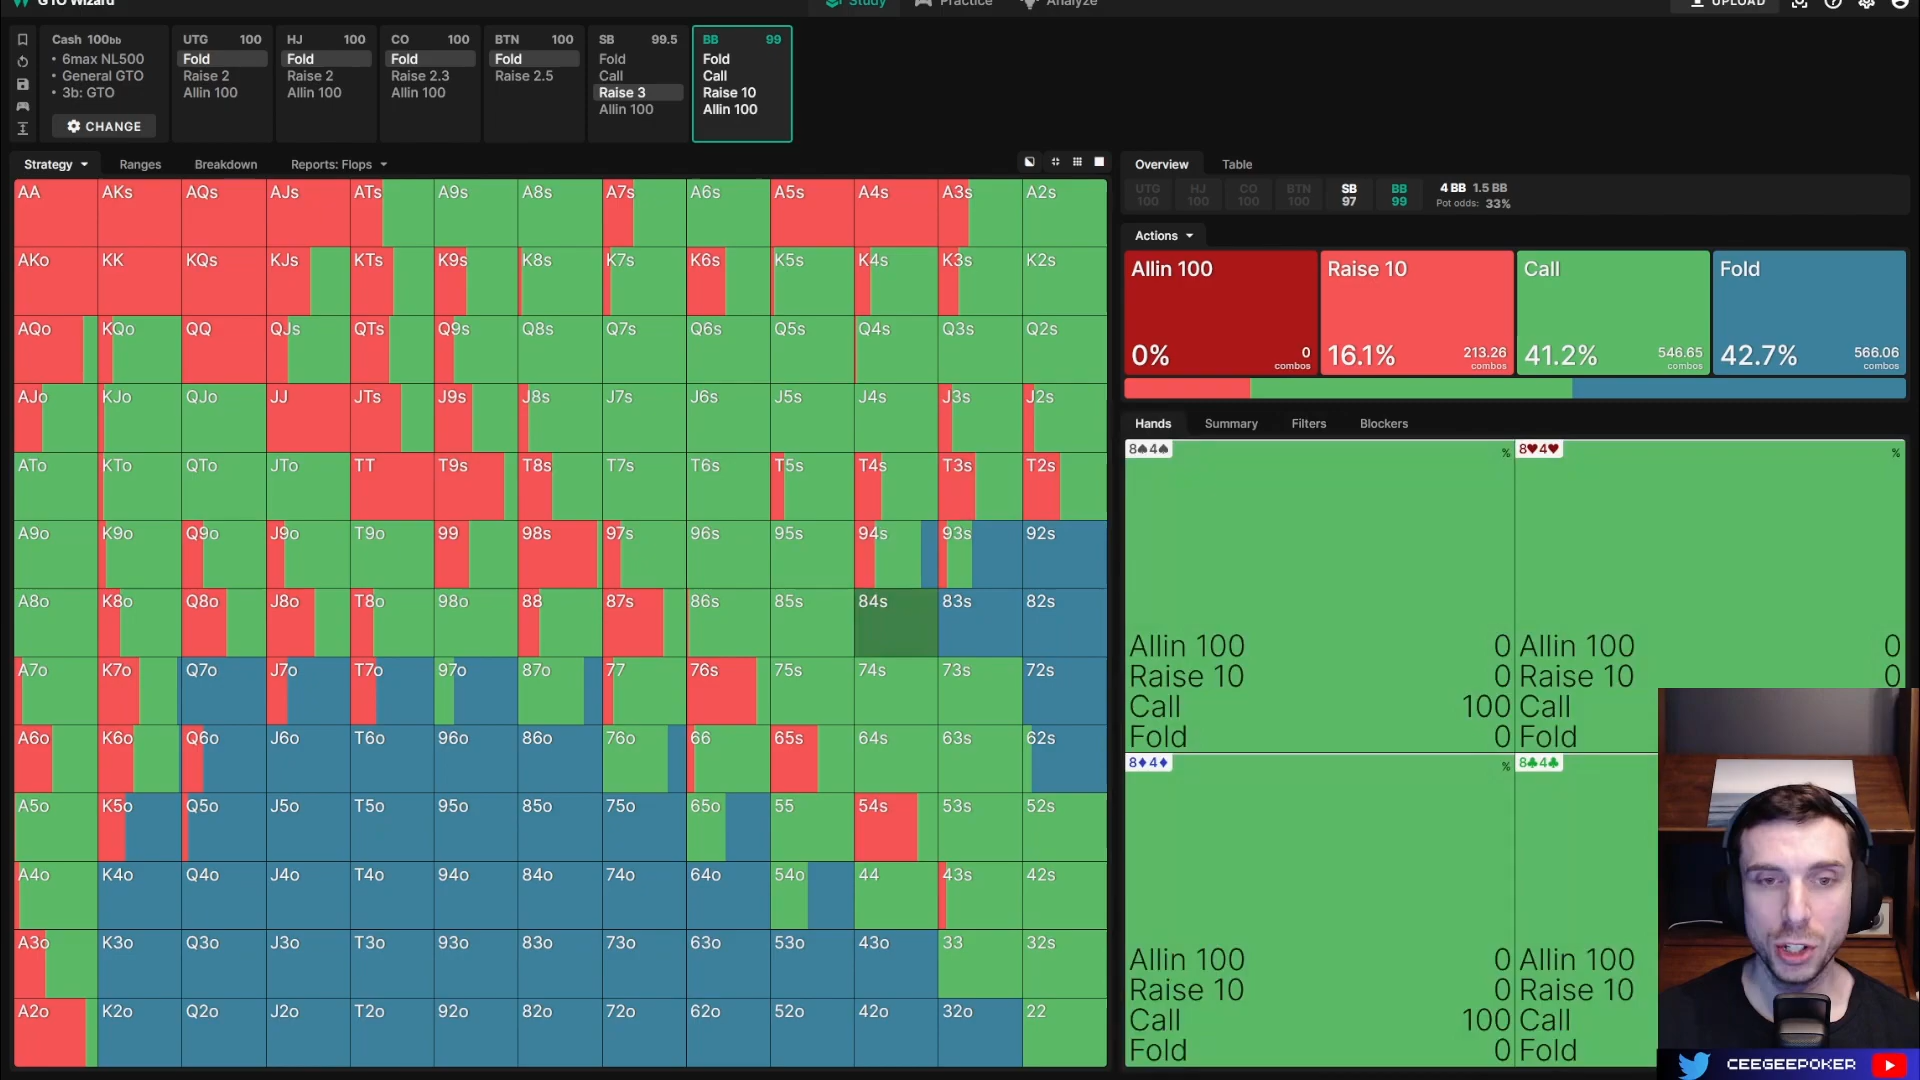 GTO Wizard
Study
Practice
Analyze
UPLOAD
Cash 100bb
• 6max NL500
• General GTO
• 3b: GTO
CHANGE
UTG 100
Fold
Raise 2
Allin 100
HJ 100
Fold
Raise 2
Allin 100
CO 100
Fold
Raise 2.3
Allin 100
BTN 100
Fold
Raise 2.5
SB 99.5
Fold
Call
Raise 3
Allin 100
BB 99
Fold
Call
Raise 10
Allin 100
Strategy Ranges Breakdown Reports: Flops
AA AKs AQs AJs ATs A9s A8s A7s A6s A5s A4s A3s A2s
AKo KK KQs KJs KTs K9s K8s K7s K6s K5s K4s K3s K2s
AQo KQo QQ QJs QTs Q9s Q8s Q7s Q6s Q5s Q4s Q3s Q2s
AJo KJo QJo JJ JTs J9s J8s J7s J6s J5s J4s J3s J2s
ATo KTo QTo JTo TT T9s T8s T7s T6s T5s T4s T3s T2s
A9o K9o Q9o J9o T9o 99 98s 97s 96s 95s 94s 93s 92s
A8o K8o Q8o J8o T8o 98o 88 87s 86s 85s 84s 83s 82s
A7o K7o Q7o J7o T7o 97o 87o 77 76s 75s 74s 73s 72s
A6o K6o Q6o J6o T6o 96o 86o 76o 66 65s 64s 63s 62s
A5o K5o Q5o J5o T5o 95o 85o 75o 65o 55 54s 53s 52s
A4o K4o Q4o J4o T4o 94o 84o 74o 64o 54o 44 43s 42s
A3o K3o Q3o J3o T3o 93o 83o 73o 63o 53o 43o 33 32s
A2o K2o Q2o J2o T2o 92o 82o 72o 62o 52o 42o 32o 22
Overview Table
UTG HJ CO BTN SB BB 4 BB 1.5 BB
100 100 100 100 97 99 Pot odds: 33%
Actions
Allin 100 Raise 10 Call Fold
0% 0 combos 16.1% 213.26 combos 41.2% 546.65 combos 42.7% 566.06 combos
Hands Summary Filters Blockers
8♠4♠ % 8♥4♥ %
Allin 100 0 Allin 100 0
Raise 10 0 Raise 10 0
Call 100 Call
Fold 0 Fold
8♦4♦ % 8♣4♣
Allin 100 0 Allin 100
Raise 10 0 Raise 10
Call 100 Call
Fold 0 Fold
CEEGEEPOKER